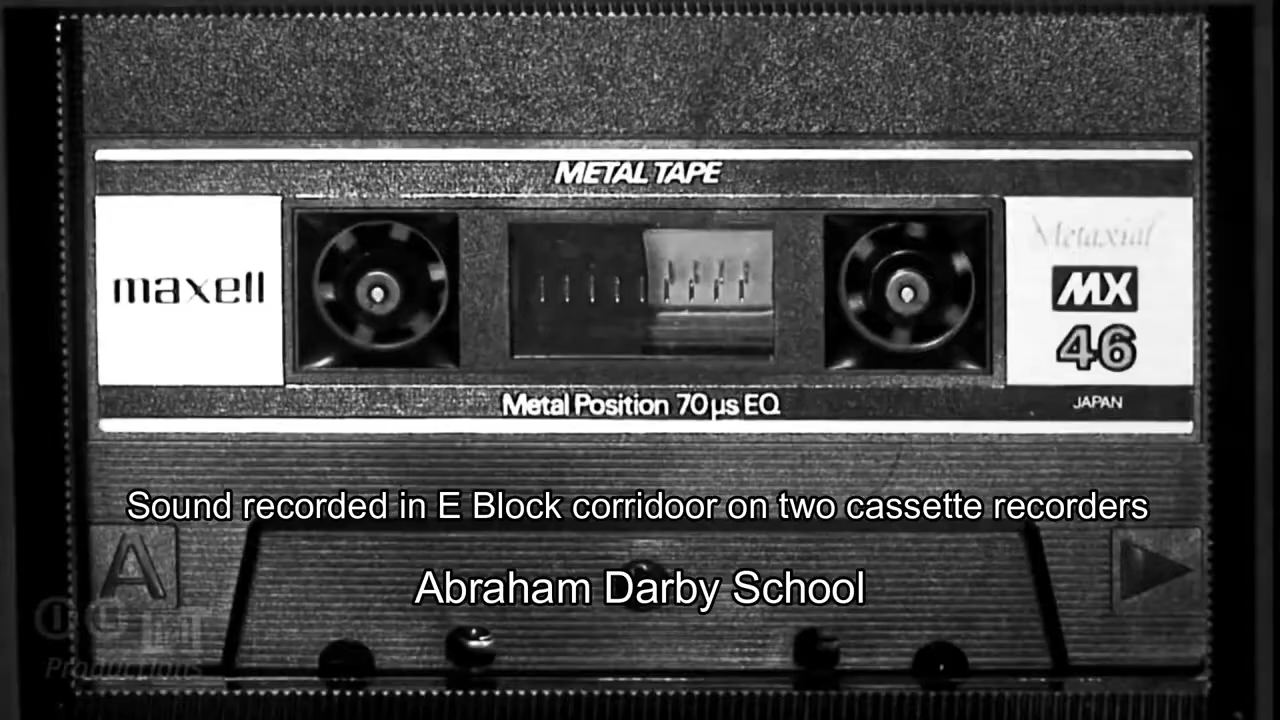 METAL TAPE
maxell
Metaxial
MX
46
Metal Position 70µs EQ
JAPAN
Sound recorded in E Block corridoor on two cassette recorders
A
Abraham Darby School
Productions